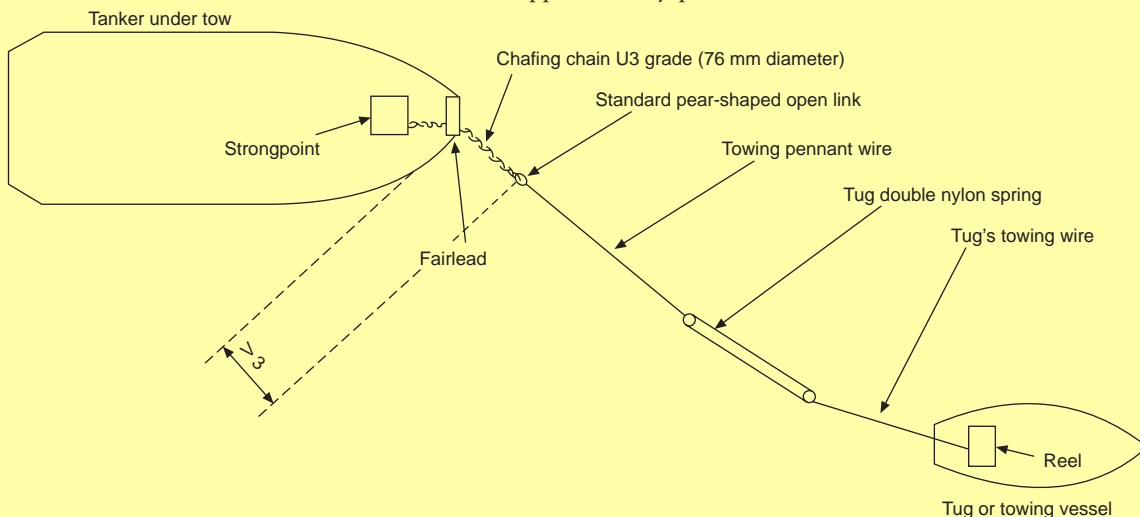 Tanker under tow
Chafing chain U3 grade (76 mm diameter)
Standard pear-shaped open link
Strongpoint
Towing pennant wire
Tug double nylon spring
Tug's towing wire
Fairlead
V
3
Reel
Tug or towing vessel